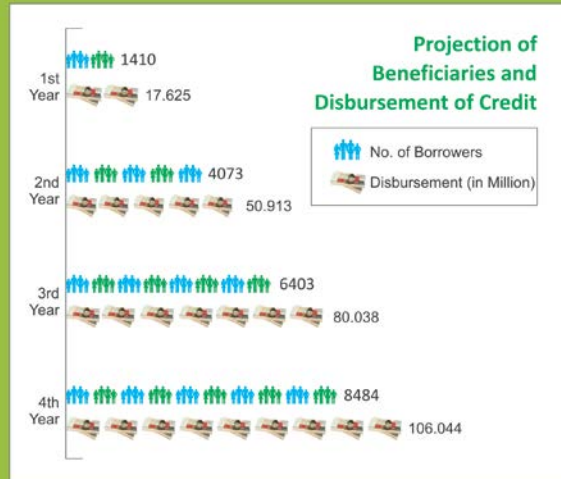 Projection of
Beneficiaries and
Disbursement of Credit
No. of Borrowers
Disbursement (in Million)
1st
Year
1410
17.625
2nd
Year
4073
50.913
3rd
Year
6403
80.038
4th
Year
8484
106.044